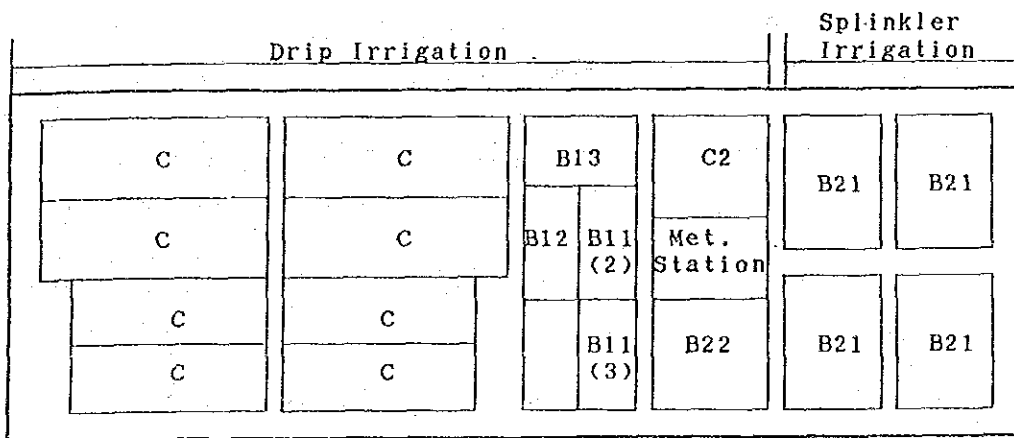 Splinkler
Drip Irrigation Irrigation
C C B13 C2
B21 B21
C C B12 B11 Met.
(2) Station
C C
B11 B22 B21 B21
C C (3)